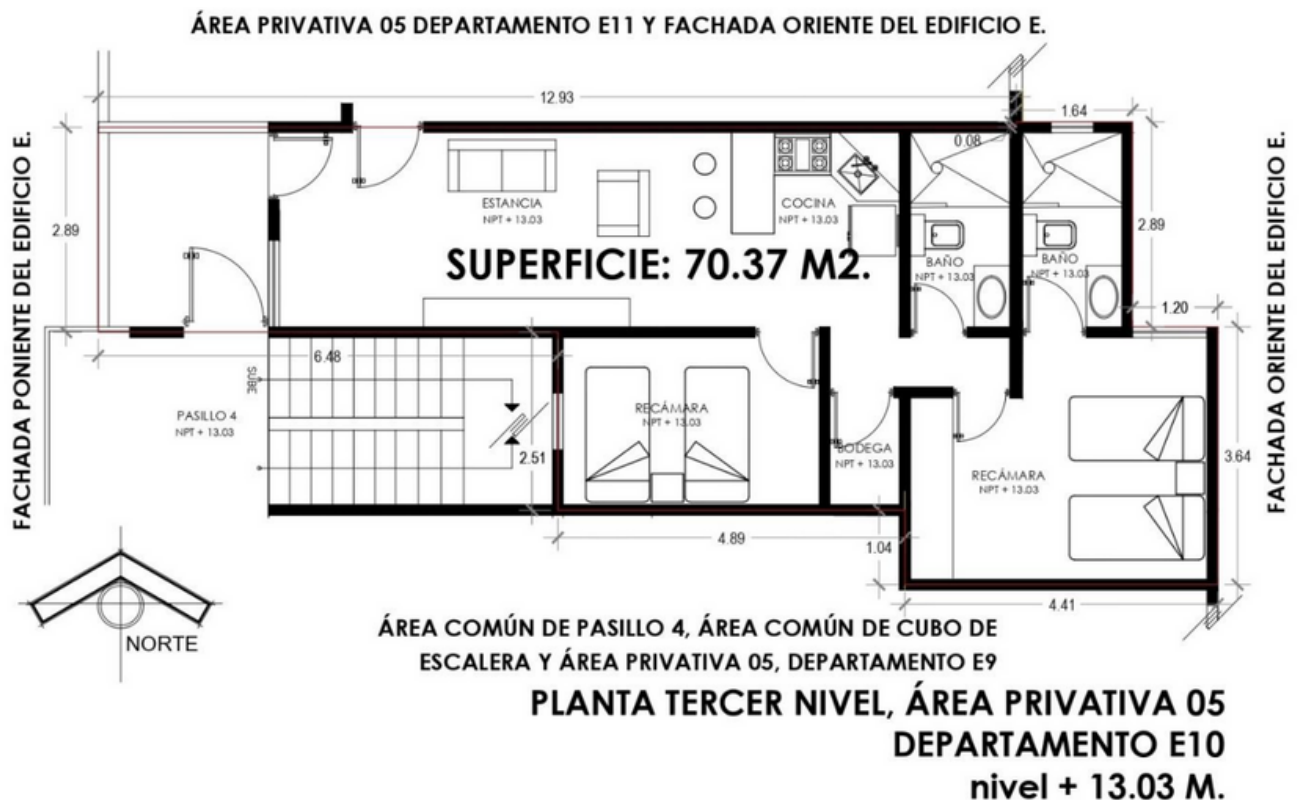 ÁREA PRIVATIVA 05 DEPARTAMENTO E11 Y FACHADA ORIENTE DEL EDIFICIO E.
12.93
1.64
0.08
FACHADA PONIENTE DEL EDIFICIO E.
2.89
ESTANCIA
NPT + 13.03
COCINA
NPT + 13.03
2.89
FACHADA ORIENTE DEL EDIFICIO E.
SUPERFICIE: 70.37 M2.
BAÑO
NPT + 13.03
BAÑO
NPT + 13.03
1.20
6.48
SUBE
PASILLO 4
NPT + 13.03
2.51
RECÁMARA
NPT + 13.03
BODEGA
NPT + 13.03
RECÁMARA
NPT + 13.03
3.64
4.89
1.04
4.41
NORTE
ÁREA COMÚN DE PASILLO 4, ÁREA COMÚN DE CUBO DE
ESCALERA Y ÁREA PRIVATIVA 05, DEPARTAMENTO E9
PLANTA TERCER NIVEL, ÁREA PRIVATIVA 05
DEPARTAMENTO E10
nivel + 13.03 M.